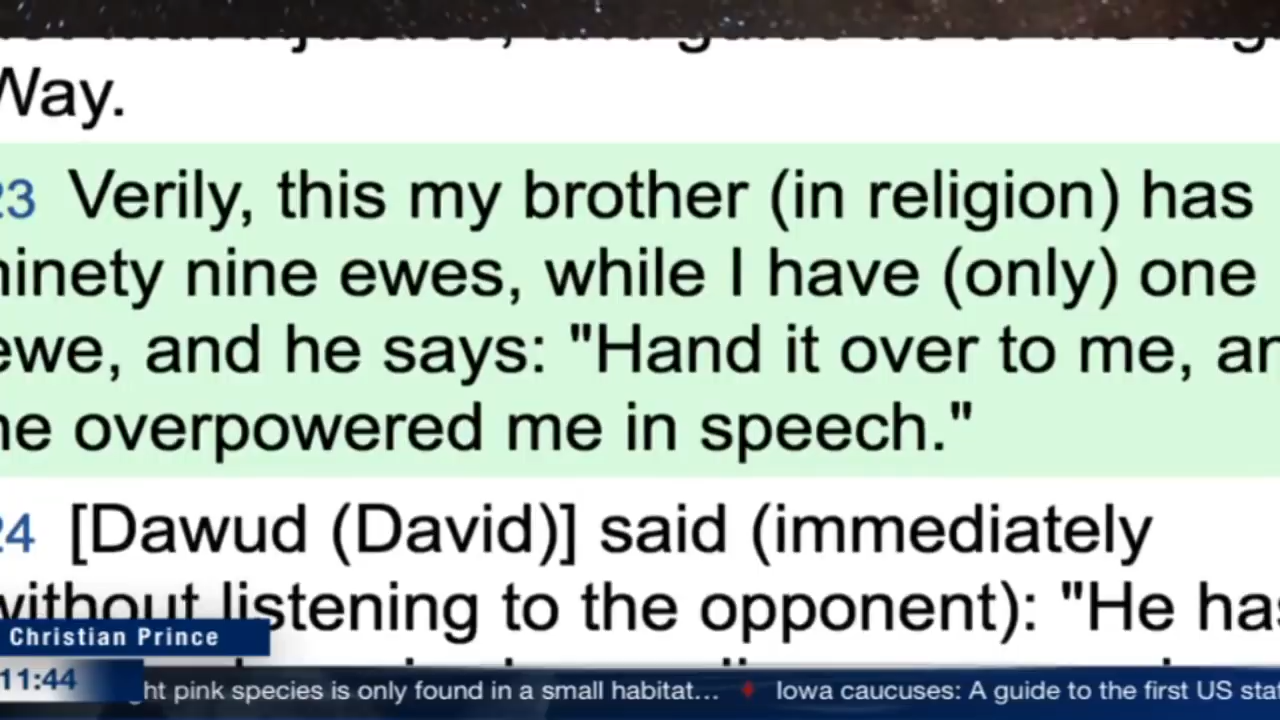 Way.
23 Verily, this my brother (in religion) has
ninety nine ewes, while I have (only) one
ewe, and he says: "Hand it over to me, an
he overpowered me in speech."
24 [Dawud (David)] said (immediately
without listening to the opponent): "He has
Christian Prince
11:44
ht pink species is only found in a small habitat... ♦ Iowa caucuses: A guide to the first US stat